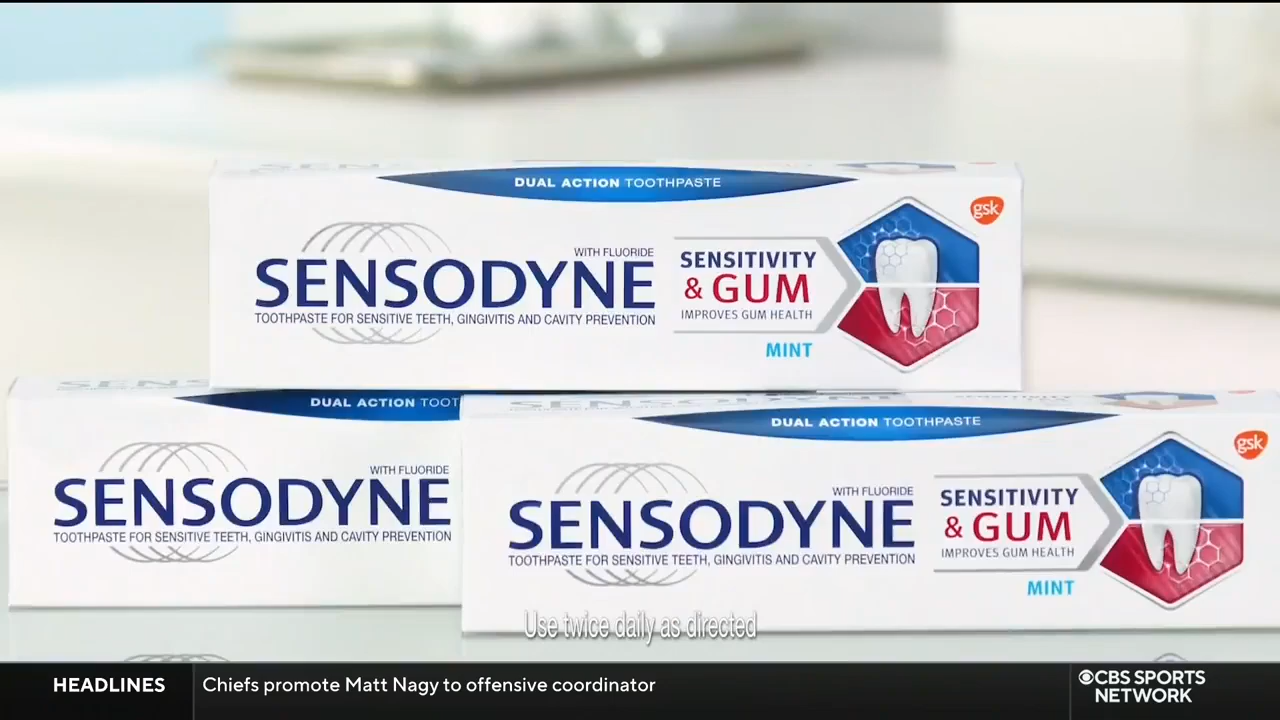 DUAL ACTION TOOTHPASTE
gsk
WITH FLUORIDE
SENSODYNE
TOOTHPASTE FOR SENSITIVE TEETH, GINGIVITIS AND CAVITY PREVENTION
SENSITIVITY
& GUM
IMPROVES GUM HEALTH
MINT
DUAL ACTION TOOT
WITH FLUORIDE
SENSODYNE
TOOTHPASTE FOR SENSITIVE TEETH, GINGIVITIS AND CAVITY PREVENTION
DUAL ACTION TOOTHPASTE
gsk
WITH FLUORIDE
SENSODYNE
TOOTHPASTE FOR SENSITIVE TEETH, GINGIVITIS AND CAVITY PREVENTION
SENSITIVITY
& GUM
IMPROVES GUM HEALTH
MINT
Use twice daily as directed
HEADLINES
Chiefs promote Matt Nagy to offensive coordinator
CBS SPORTS
NETWORK